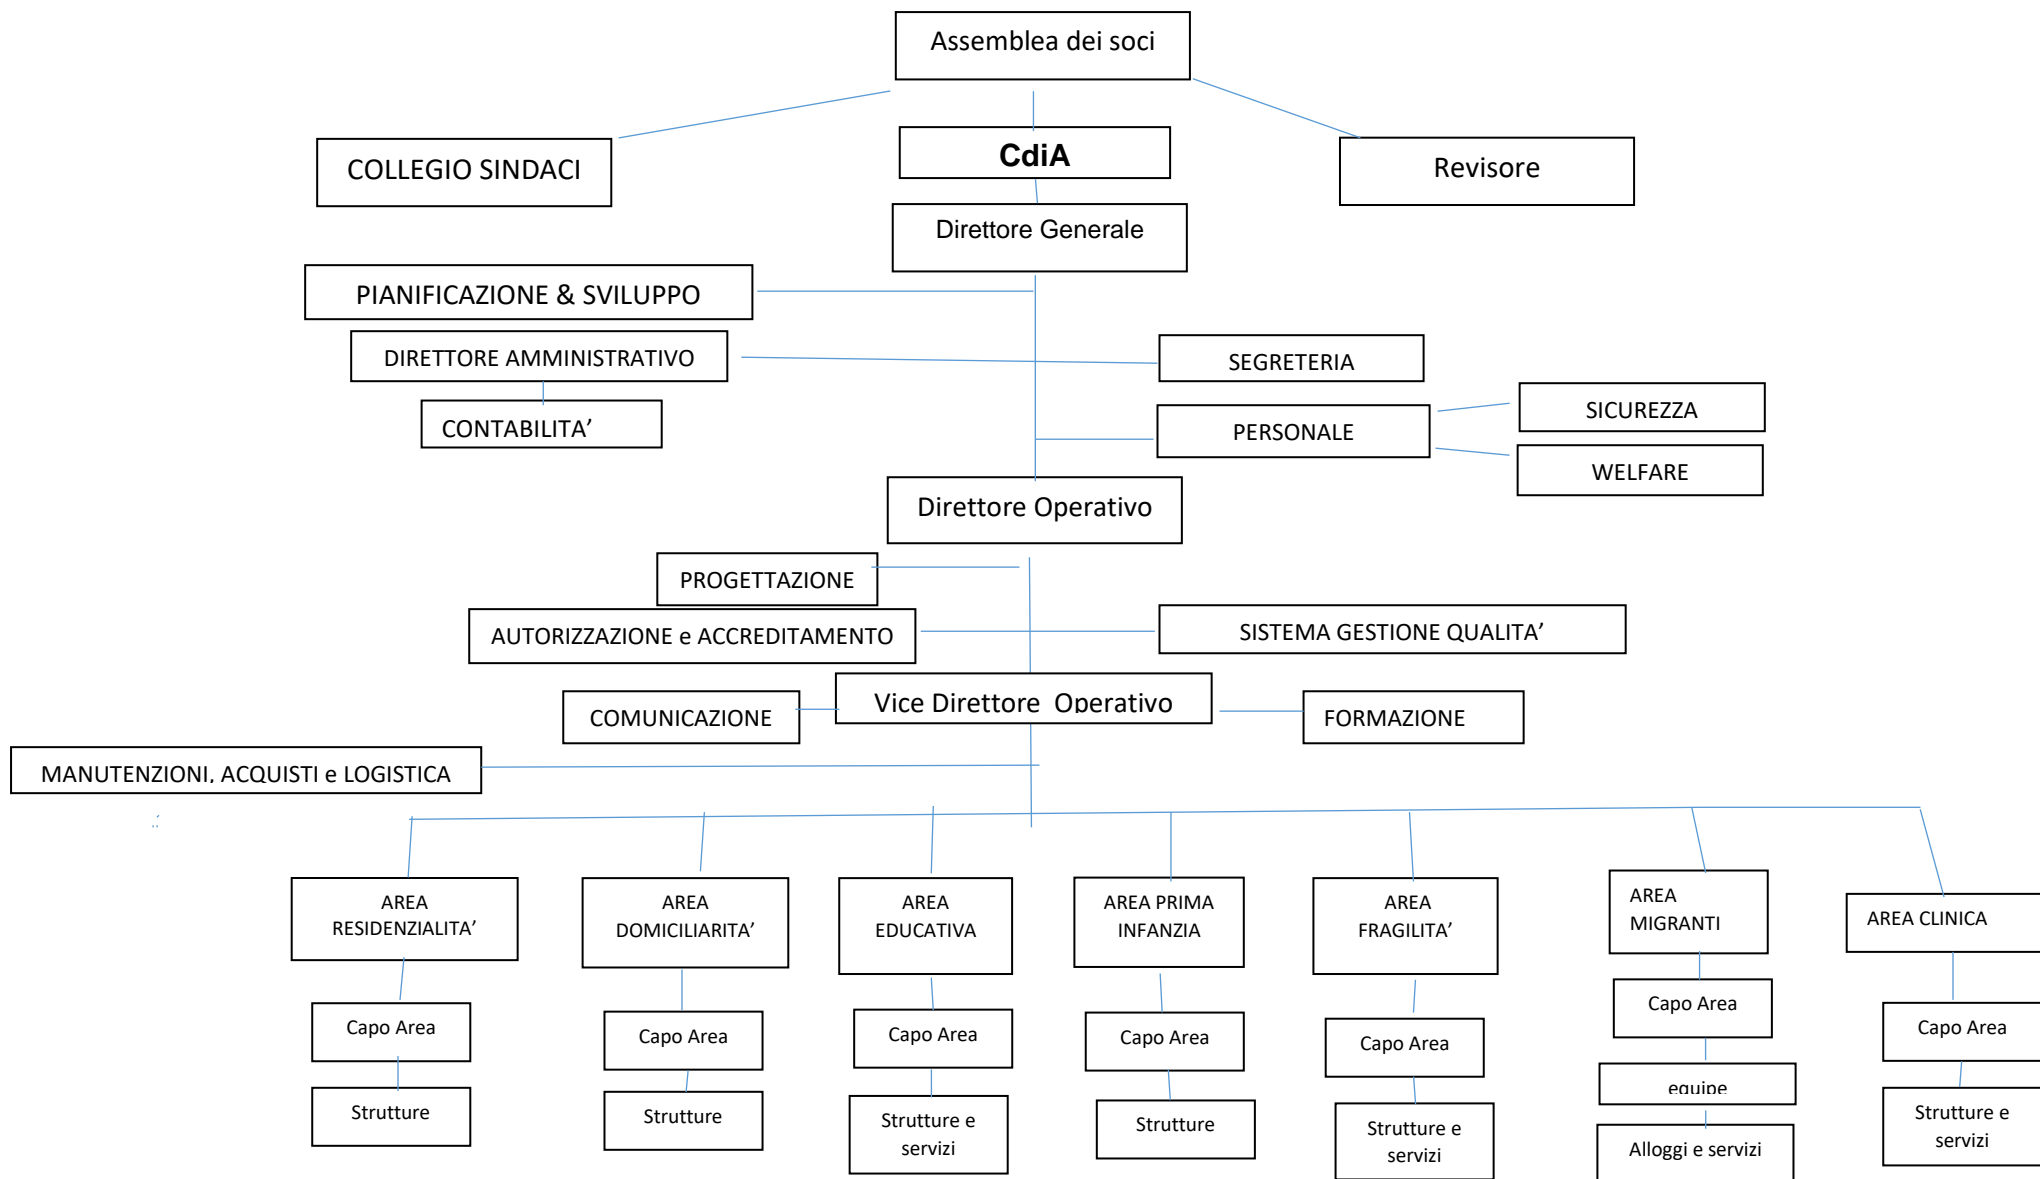 Assemblea dei soci
COLLEGIO SINDACI
CdiA
Revisore
Direttore Generale
PIANIFICAZIONE & SVILUPPO
DIRETTORE AMMINISTRATIVO
SEGRETERIA
CONTABILITA’
PERSONALE
SICUREZZA
WELFARE
Direttore Operativo
PROGETTAZIONE
AUTORIZZAZIONE e ACCREDITAMENTO
SISTEMA GESTIONE QUALITA’
Vice Direttore Operativo
COMUNICAZIONE
FORMAZIONE
MANUTENZIONI, ACQUISTI e LOGISTICA
AREA
RESIDENZIALITA’
AREA
DOMICILIARITA’
AREA
EDUCATIVA
AREA PRIMA
INFANZIA
AREA
FRAGILITA’
AREA
MIGRANTI
AREA CLINICA
Capo Area
Capo Area
Capo Area
Capo Area
Capo Area
Capo Area
Capo Area
Strutture
Strutture
Strutture e
servizi
Strutture
Strutture e
servizi
equipe
Alloggi e servizi
Strutture e
servizi